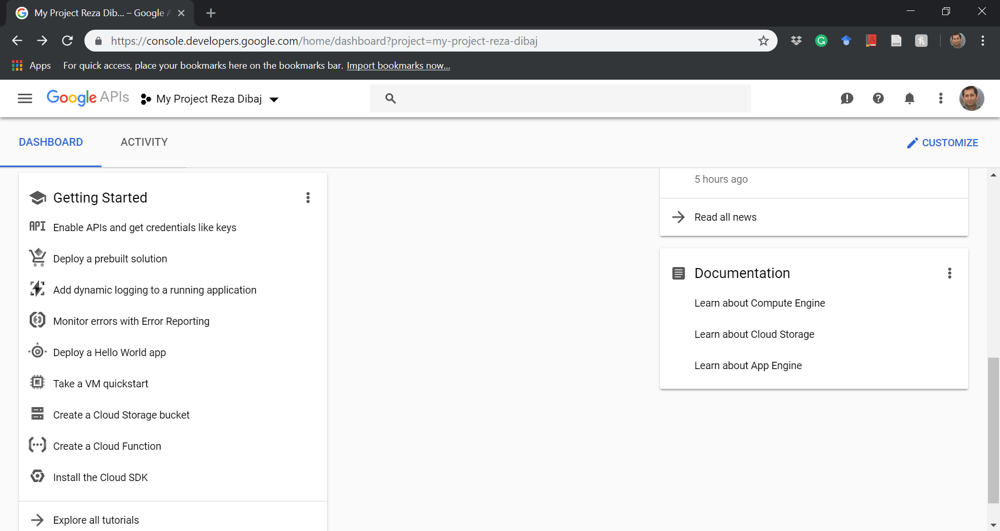 My Project Reza Dib... – Google
https://console.developers.google.com/home/dashboard?project=my-project-reza-dibaj
Apps For quick access, place your bookmarks here on the bookmarks bar. Import bookmarks now...
Google APIs My Project Reza Dibaj
DASHBOARD ACTIVITY CUSTOMIZE
Getting Started
API Enable APIs and get credentials like keys
Deploy a prebuilt solution
Add dynamic logging to a running application
Monitor errors with Error Reporting
Deploy a Hello World app
Take a VM quickstart
Create a Cloud Storage bucket
Create a Cloud Function
Install the Cloud SDK
Explore all tutorials
5 hours ago
Read all news
Documentation
Learn about Compute Engine
Learn about Cloud Storage
Learn about App Engine